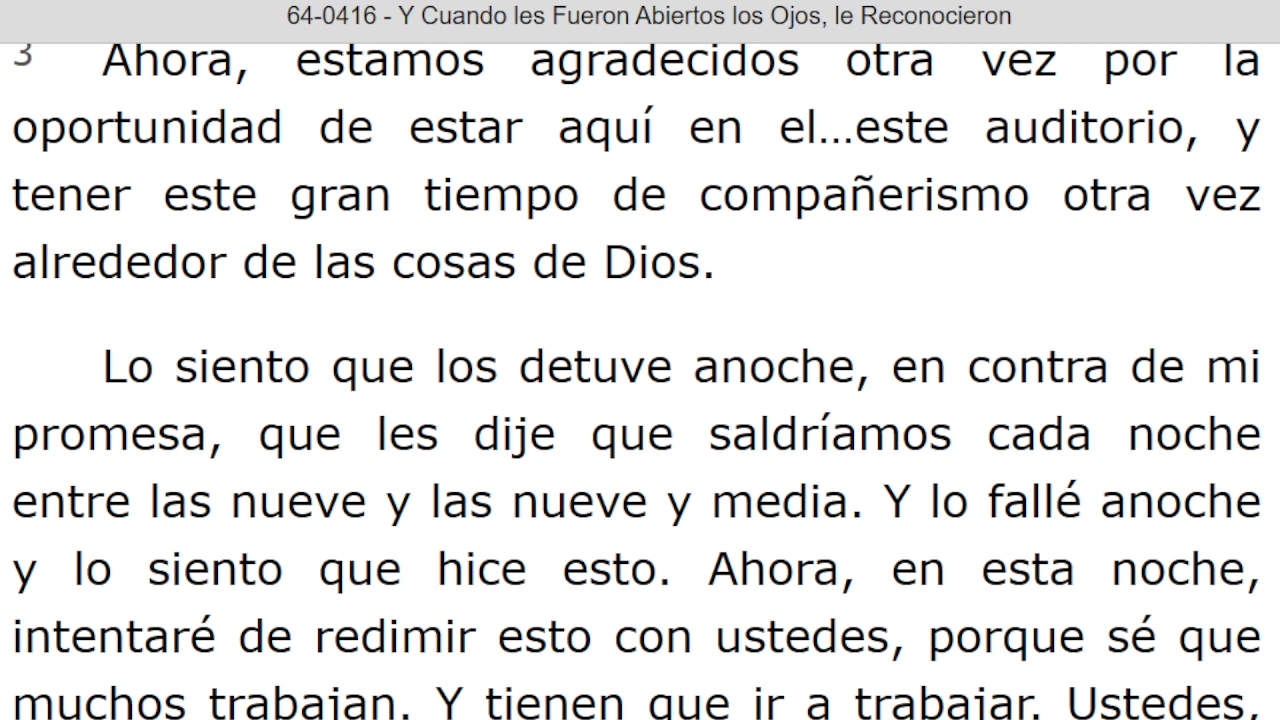 64-0416 - Y Cuando les Fueron Abiertos los Ojos, le Reconocieron
3 Ahora, estamos agradecidos otra vez por la
oportunidad de estar aquí en el...este auditorio, y
tener este gran tiempo de compañerismo otra vez
alrededor de las cosas de Dios.
Lo siento que los detuve anoche, en contra de mi
promesa, que les dije que saldríamos cada noche
entre las nueve y las nueve y media. Y lo fallé anoche
y lo siento que hice esto. Ahora, en esta noche,
intentaré de redimir esto con ustedes, porque sé que
muchos trabajan. Y tienen que ir a trabajar. Ustedes,